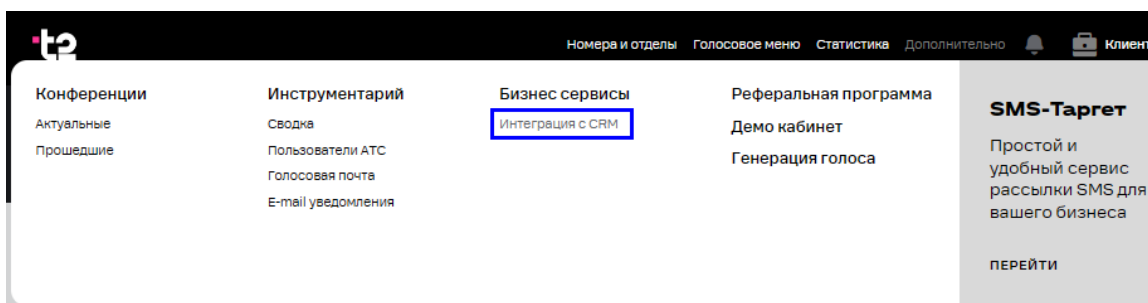 t2
Номера и отделы Голосовое меню Статистика Дополнительно Клиент
Конференции
Актуальные
Прошедшие
Инструментарий
Сводка
Пользователи АТС
Голосовая почта
E-mail уведомления
Бизнес сервисы
Интеграция с CRM
Реферальная программа
Демо кабинет
Генерация голоса
SMS-Таргет
Простой и
удобный сервис
рассылки SMS для
вашего бизнеса
ПЕРЕЙТИ